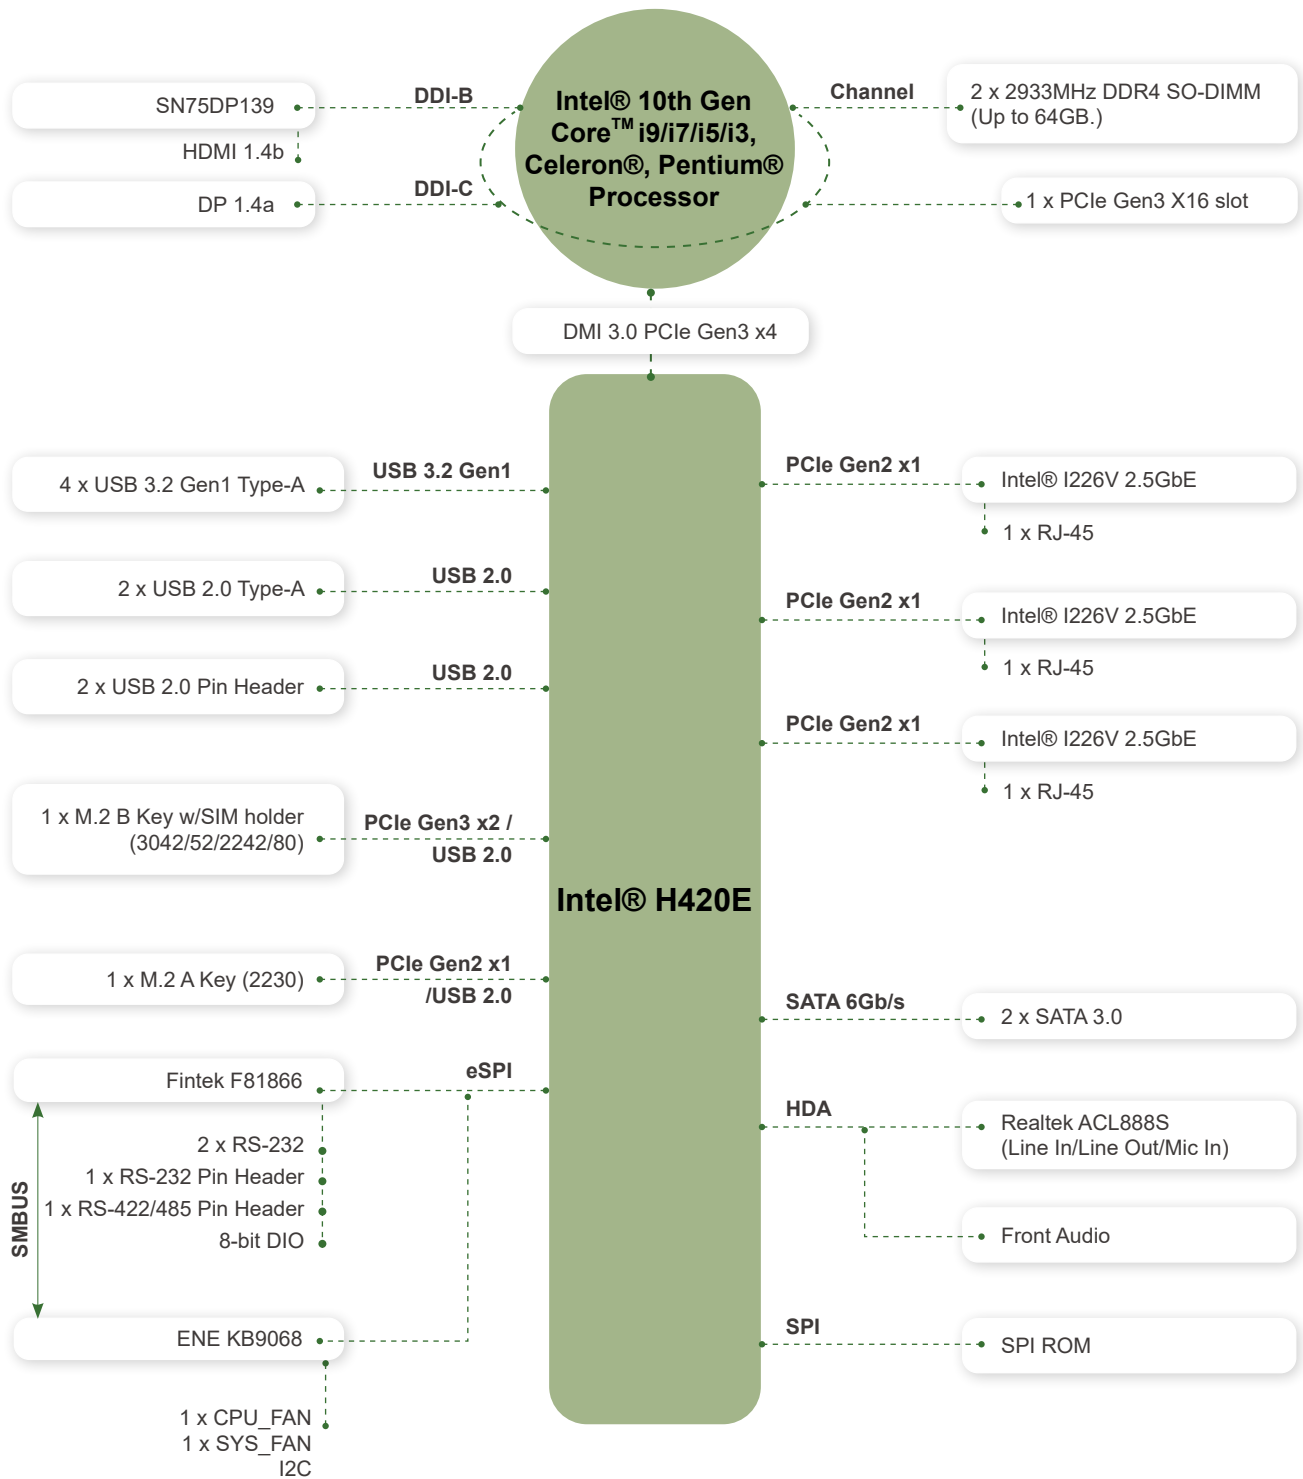 SN75DP139
HDMI 1.4b
DP 1.4a
DDI-B
DDI-C
Intel® 10th Gen
Core™ i9/i7/i5/i3,
Celeron®, Pentium®
Processor
Channel
2 x 2933MHz DDR4 SO-DIMM
(Up to 64GB.)
1 x PCIe Gen3 X16 slot
DMI 3.0 PCIe Gen3 x4
Intel® H420E
4 x USB 3.2 Gen1 Type-A
USB 3.2 Gen1
2 x USB 2.0 Type-A
USB 2.0
2 x USB 2.0 Pin Header
USB 2.0
1 x M.2 B Key w/SIM holder
(3042/52/2242/80)
PCIe Gen3 x2 /
USB 2.0
1 x M.2 A Key (2230)
PCIe Gen2 x1
/USB 2.0
Fintek F81866
eSPI
2 x RS-232
1 x RS-232 Pin Header
1 x RS-422/485 Pin Header
8-bit DIO
SMBUS
ENE KB9068
1 x CPU_FAN
1 x SYS_FAN
I2C
PCIe Gen2 x1
Intel® I226V 2.5GbE
1 x RJ-45
PCIe Gen2 x1
Intel® I226V 2.5GbE
1 x RJ-45
PCIe Gen2 x1
Intel® I226V 2.5GbE
1 x RJ-45
SATA 6Gb/s
2 x SATA 3.0
HDA
Realtek ACL888S
(Line In/Line Out/Mic In)
Front Audio
SPI
SPI ROM